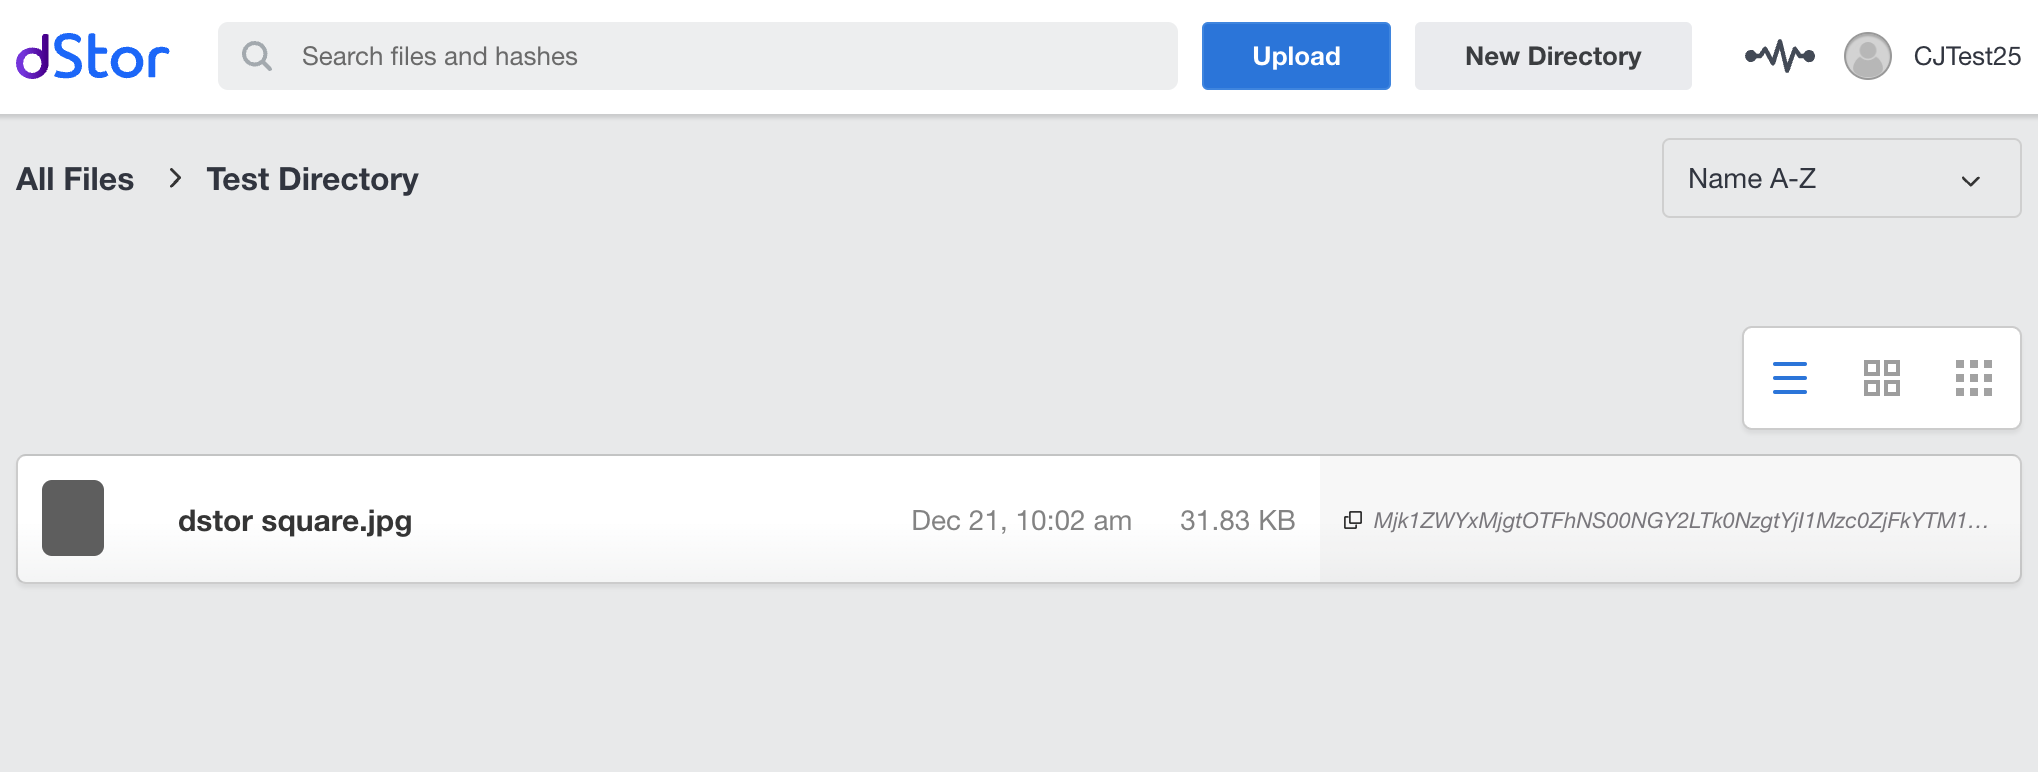 dStor
Search files and hashes
Upload
New Directory
CJTest25
All Files > Test Directory
Name A-Z
dstor square.jpg
Dec 21, 10:02 am
31.83 KB
Mjk1ZWYxMjgtOTFhNS00NGY2LTk0NzgtYjI1Mzc0ZjFkYTM1...